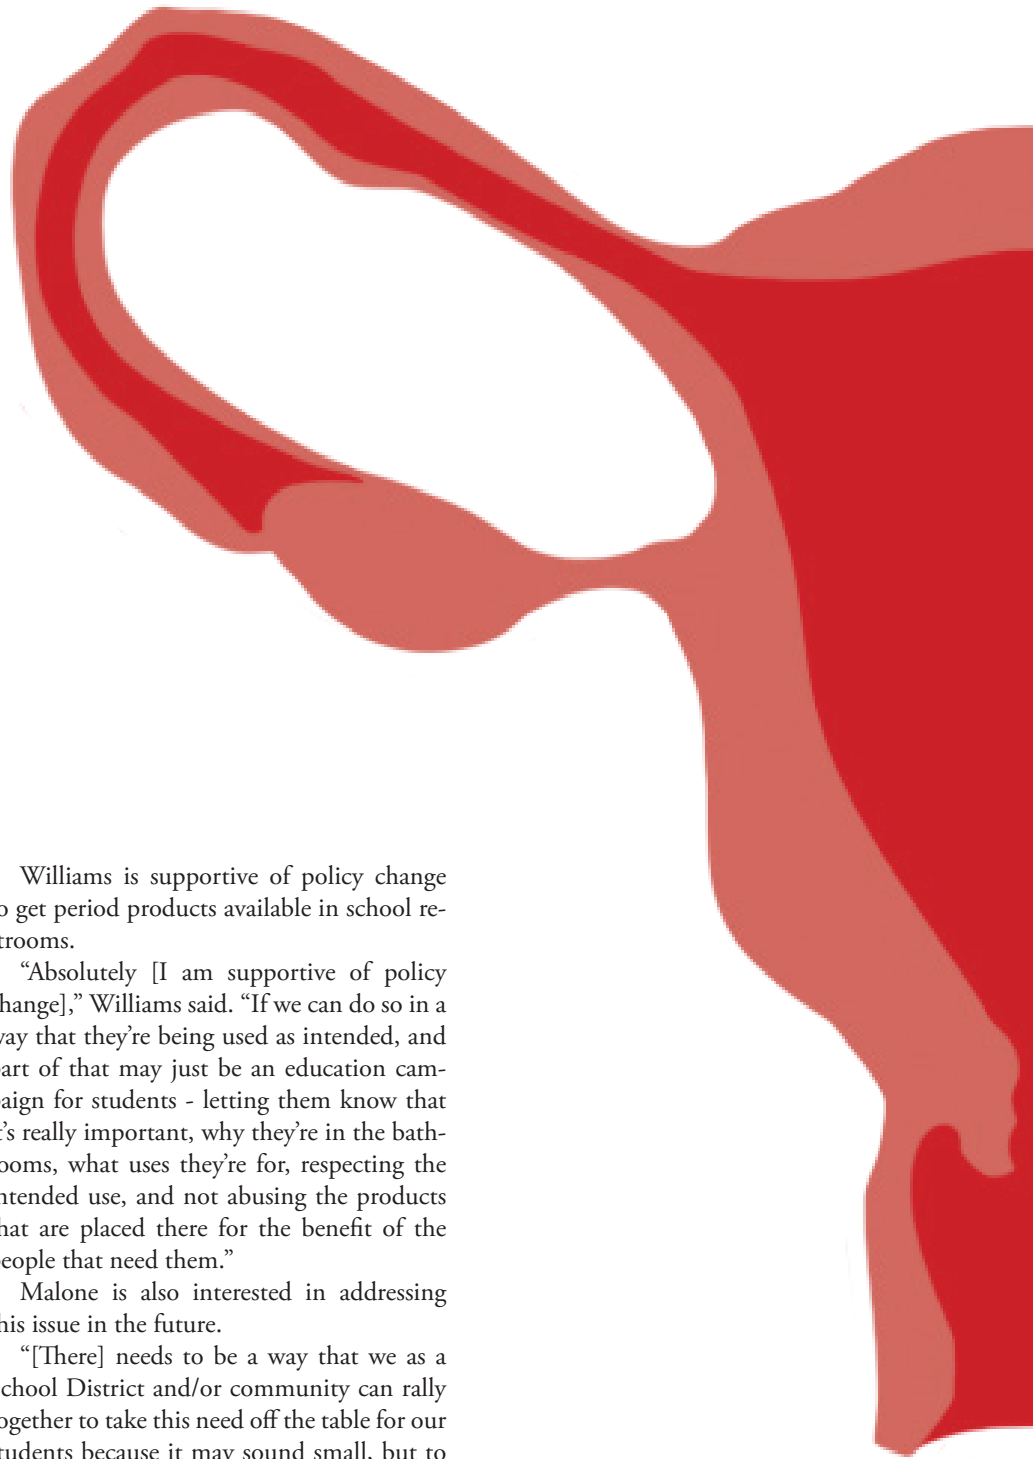 Williams is supportive of policy change
o get period products available in school re-
trooms.
“Absolutely [I am supportive of policy
hange],” Williams said. “If we can do so in a
way that they’re being used as intended, and
part of that may just be an education cam-
paign for students - letting them know that
t’s really important, why they’re in the bath-
ooms, what uses they’re for, respecting the
ntended use, and not abusing the products
hat are placed there for the benefit of the
people that need them.”
Malone is also interested in addressing
his issue in the future.
“[There] needs to be a way that we as a
School District and/or community can rally
ogether to take this need off the table for our
tudents because it may sound small, but to